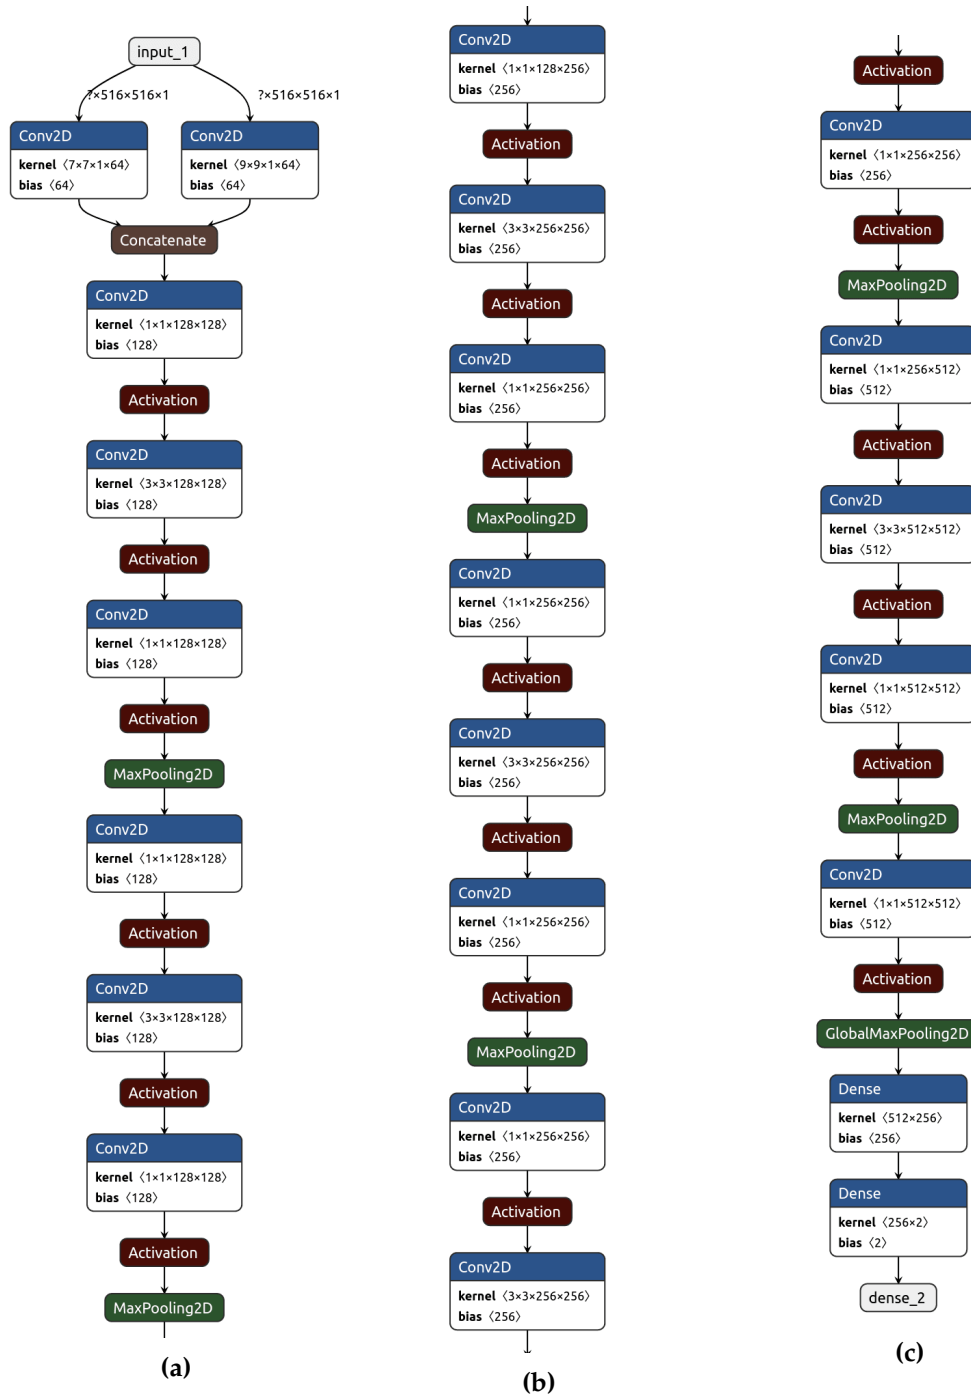 input_1
?×516×516×1
?×516×516×1
Conv2D
kernel ⟨7×7×1×64⟩
bias ⟨64⟩
Conv2D
kernel ⟨9×9×1×64⟩
bias ⟨64⟩
Concatenate
Conv2D
kernel ⟨1×1×128×128⟩
bias ⟨128⟩
Activation
Conv2D
kernel ⟨3×3×128×128⟩
bias ⟨128⟩
Activation
Conv2D
kernel ⟨1×1×128×128⟩
bias ⟨128⟩
Activation
MaxPooling2D
Conv2D
kernel ⟨1×1×128×128⟩
bias ⟨128⟩
Activation
Conv2D
kernel ⟨3×3×128×128⟩
bias ⟨128⟩
Activation
Conv2D
kernel ⟨1×1×128×128⟩
bias ⟨128⟩
Activation
MaxPooling2D
(a)
Conv2D
kernel ⟨1×1×128×256⟩
bias ⟨256⟩
Activation
Conv2D
kernel ⟨3×3×256×256⟩
bias ⟨256⟩
Activation
Conv2D
kernel ⟨1×1×256×256⟩
bias ⟨256⟩
Activation
MaxPooling2D
Conv2D
kernel ⟨1×1×256×256⟩
bias ⟨256⟩
Activation
Conv2D
kernel ⟨3×3×256×256⟩
bias ⟨256⟩
Activation
Conv2D
kernel ⟨1×1×256×256⟩
bias ⟨256⟩
Activation
MaxPooling2D
Conv2D
kernel ⟨1×1×256×256⟩
bias ⟨256⟩
Activation
Conv2D
kernel ⟨3×3×256×256⟩
bias ⟨256⟩
(b)
Activation
Conv2D
kernel ⟨1×1×256×256⟩
bias ⟨256⟩
Activation
MaxPooling2D
Conv2D
kernel ⟨1×1×256×512⟩
bias ⟨512⟩
Activation
Conv2D
kernel ⟨3×3×512×512⟩
bias ⟨512⟩
Activation
Conv2D
kernel ⟨1×1×512×512⟩
bias ⟨512⟩
Activation
MaxPooling2D
Conv2D
kernel ⟨1×1×512×512⟩
bias ⟨512⟩
Activation
GlobalMaxPooling2D
Dense
kernel ⟨512×256⟩
bias ⟨256⟩
Dense
kernel ⟨256×2⟩
bias ⟨2⟩
dense_2
(c)